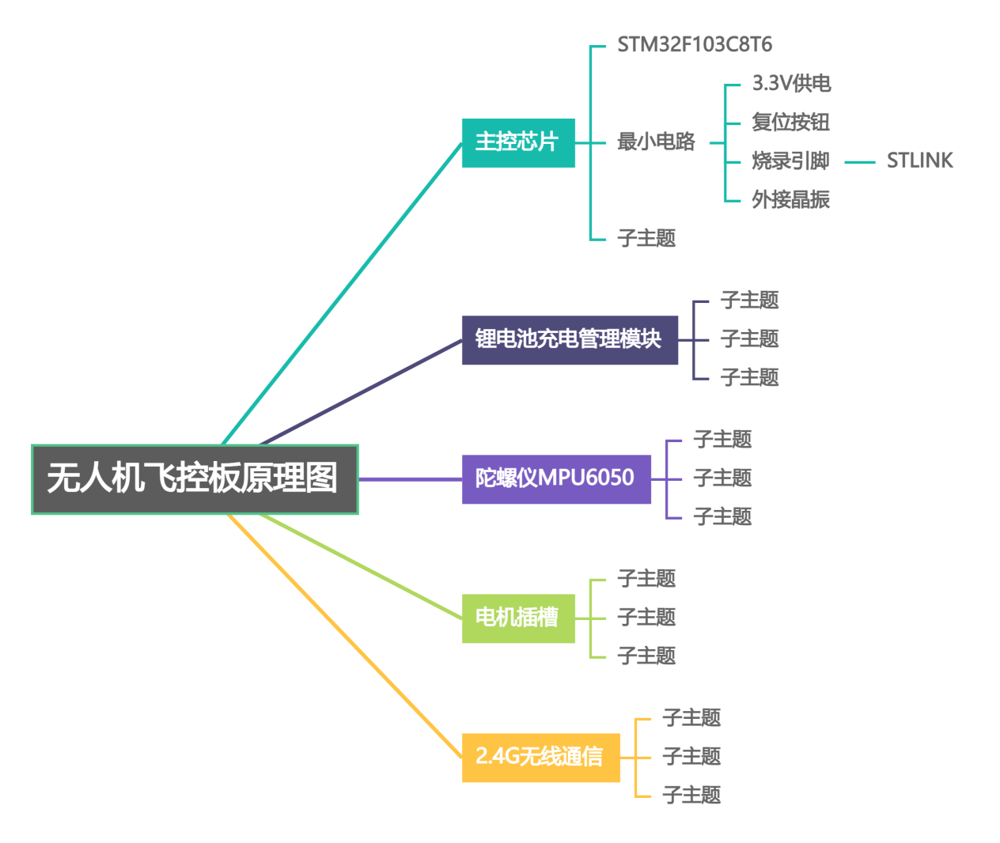 无人机飞控板原理图
主控芯片
STM32F103C8T6
最小电路
3.3V供电
复位按钮
烧录引脚
STLINK
外接晶振
子主题
锂电池充电管理模块
子主题
子主题
子主题
陀螺仪MPU6050
子主题
子主题
子主题
电机插槽
子主题
子主题
子主题
2.4G无线通信
子主题
子主题
子主题